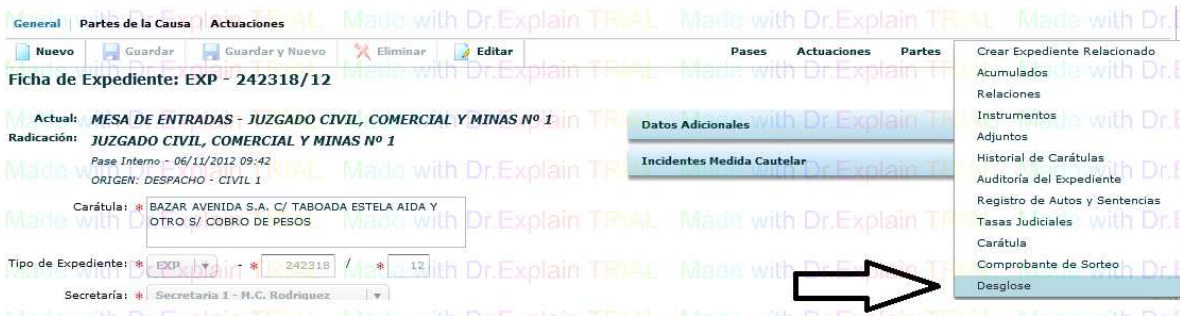 General Partes de la Causa Actuaciones
Nuevo Guardar Guardar y Nuevo Eliminar Editar Pases Actuaciones Partes
Ficha de Expediente: EXP - 242318/12
Actual: MESA DE ENTRADAS - JUZGADO CIVIL, COMERCIAL Y MINAS Nº 1
Radicación: JUZGADO CIVIL, COMERCIAL Y MINAS Nº 1
Pase Interno - 06/11/2012 09:42
ORIGEN: DESPACHO - CIVIL 1
Carátula: * BAZAR AVENIDA S.A. C/ TABOADA ESTELA AIDA Y
OTRO S/ COBRO DE PESOS
Tipo de Expediente: * EXP - * 242318 / * 12
Secretaría: * Secretaria 1 - M.C. Rodriguez
Datos Adicionales
Incidentes Medida Cautelar
Crear Expediente Relacionado
Acumulados
Relaciones
Instrumentos
Adjuntos
Historial de Carátulas
Auditoría del Expediente
Registro de Autos y Sentencias
Tasas Judiciales
Carátula
Comprobante de Sorteo
Desglose
Made with Dr.Explain TRIAL